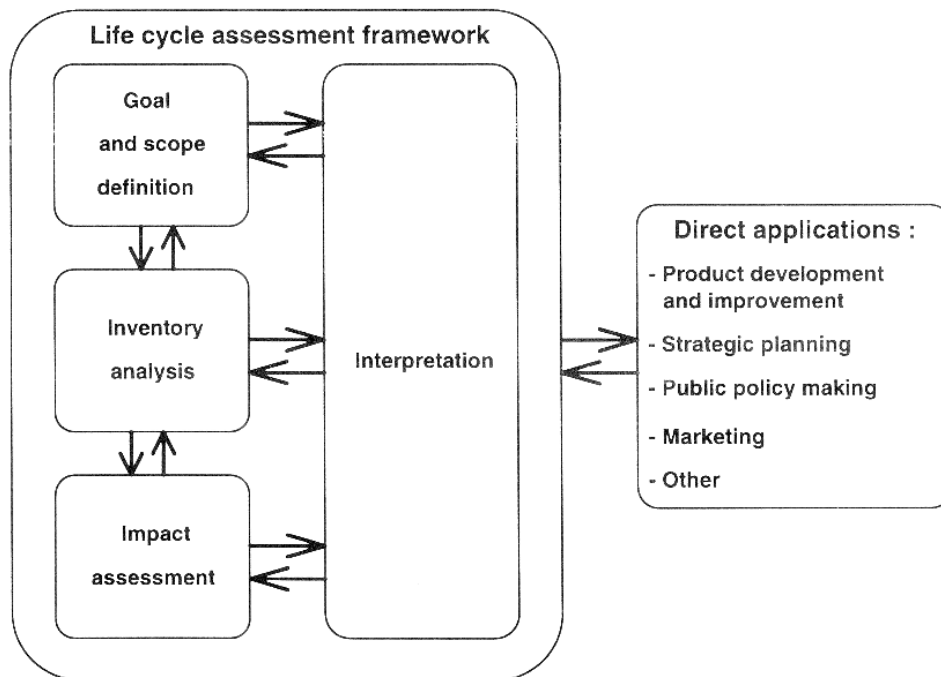 Life cycle assessment framework
Goal
and scope
definition
Inventory
analysis
Impact
assessment
Interpretation
Direct applications :
- Product development
and improvement
- Strategic planning
- Public policy making
- Marketing
- Other